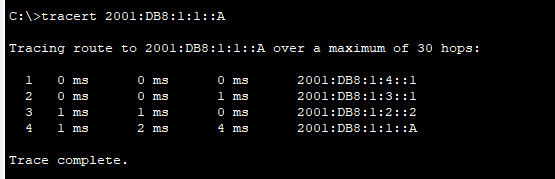 C:\>tracert 2001:DB8:1:1::A
Tracing route to 2001:DB8:1:1::A over a maximum of 30 hops:
1 0 ms 0 ms 0 ms 2001:DB8:1:4::1
2 0 ms 0 ms 1 ms 2001:DB8:1:3::1
3 1 ms 1 ms 0 ms 2001:DB8:1:2::2
4 1 ms 2 ms 4 ms 2001:DB8:1:1::A
Trace complete.